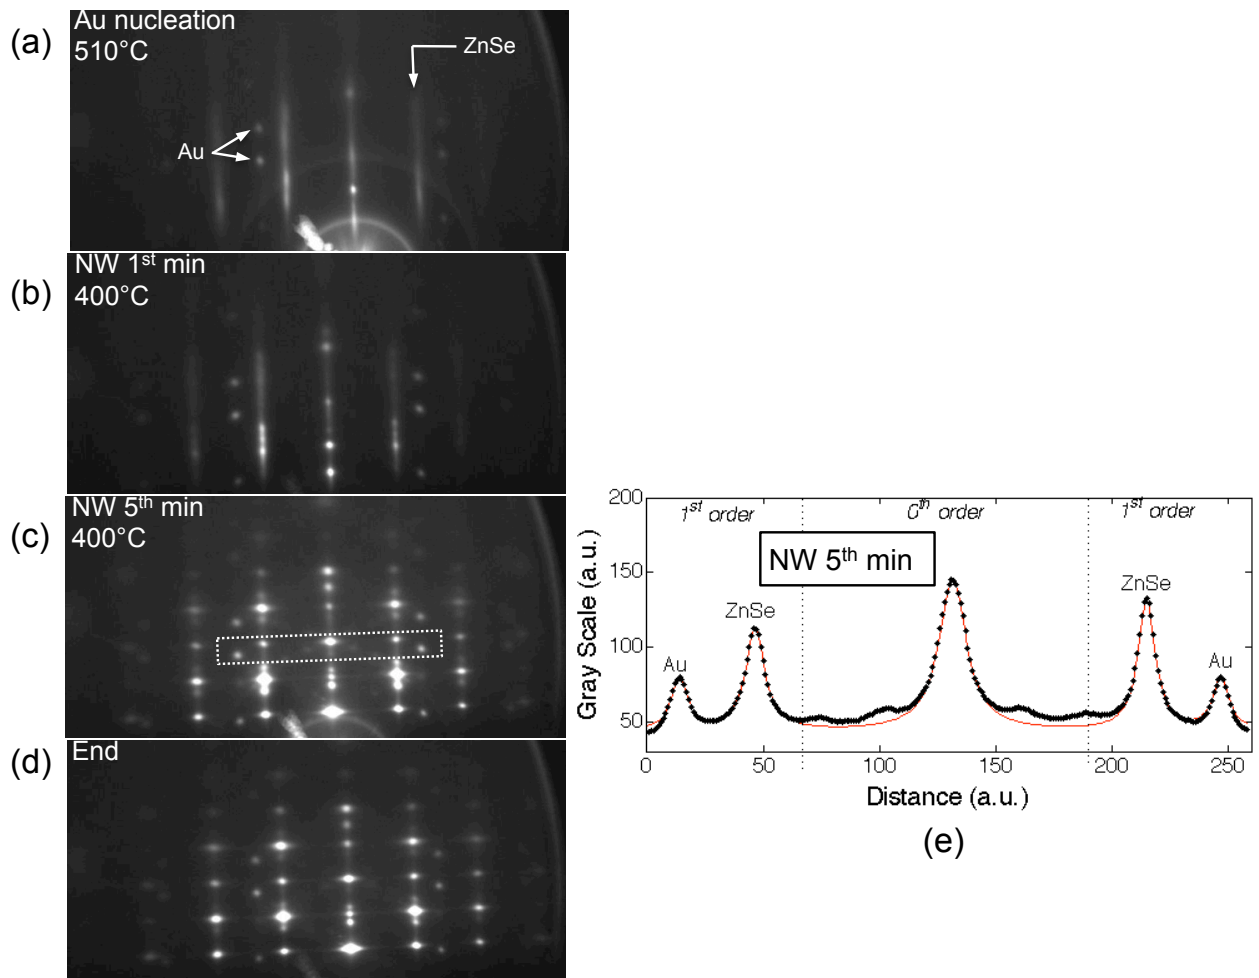 (a)
Au nucleation
510°C
ZnSe
Au
(b)
NW 1st min
400°C
(c)
NW 5th min
400°C
(d)
End
200
150
100
50
Gray Scale (a.u.)
1st order
0th order
1st order
NW 5th min
Au
ZnSe
ZnSe
Au
0
50
100
150
200
250
Distance (a.u.)
(e)